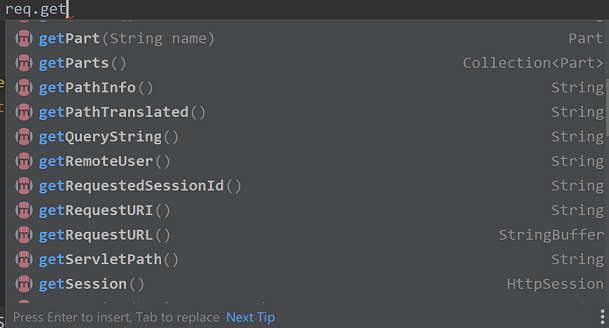 req.get
getPart(String name) Part
getParts() Collection<Part>
getPathInfo() String
getPathTranslated() String
getQueryString() String
getRemoteUser() String
getRequestedSessionId() String
getRequestURI() String
getRequestURL() StringBuffer
getServletPath() String
getSession() HttpSession
Press Enter to insert, Tab to replace Next Tip